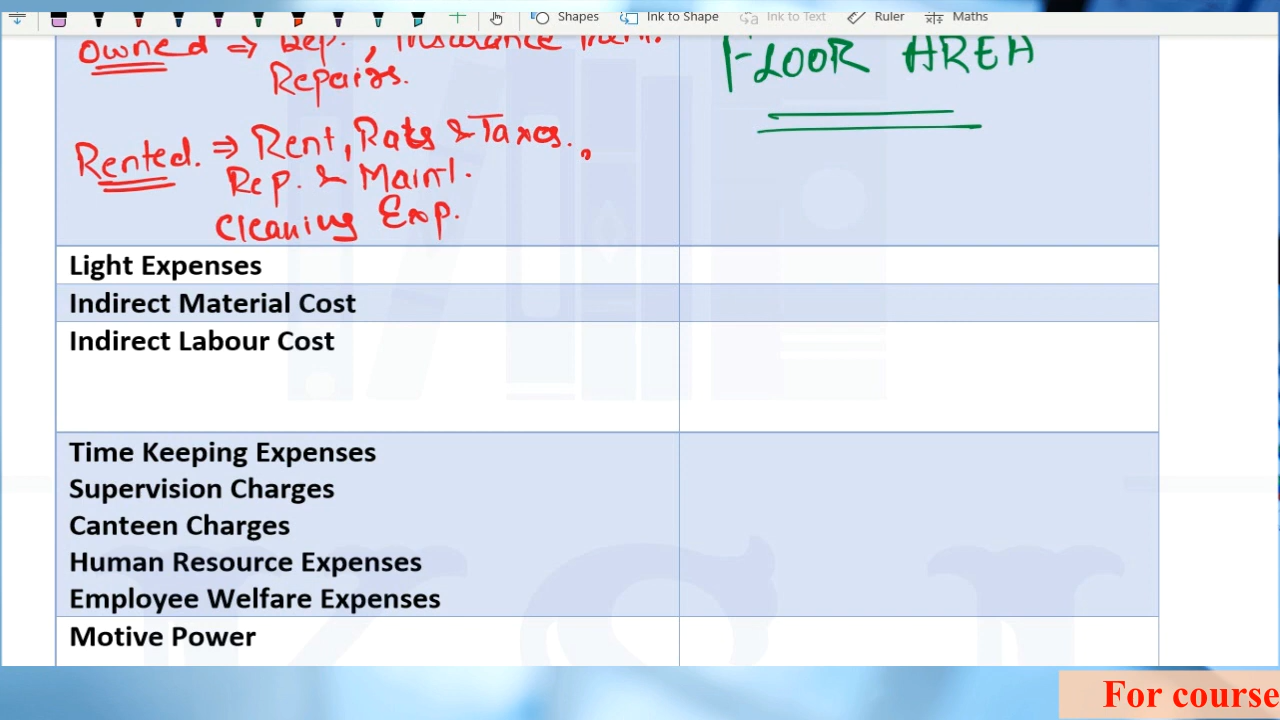 Shapes Ink to Shape Ink to Text Ruler Maths
owned ⇒ Dep., Insurance
Repairs.
FLOOR AREA
Rented. ⇒ Rent, Rates & Taxes.,
Rep. & Maint.
Cleaning Exp.
Light Expenses
Indirect Material Cost
Indirect Labour Cost
Time Keeping Expenses
Supervision Charges
Canteen Charges
Human Resource Expenses
Employee Welfare Expenses
Motive Power
For course